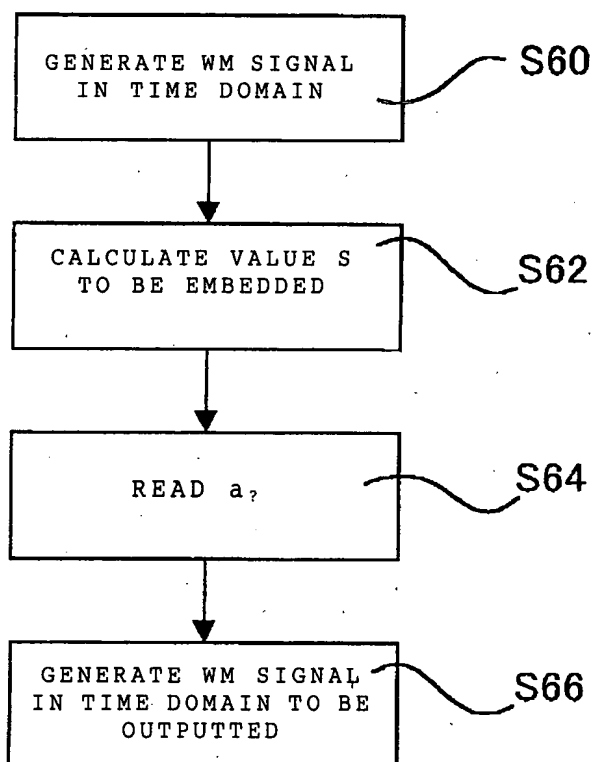 GENERATE WM SIGNAL
IN TIME DOMAIN
S60
CALCULATE VALUE S
TO BE EMBEDDED
S62
READ a?
S64
GENERATE WM SIGNAL
IN TIME DOMAIN TO BE
OUTPUTTED
S66